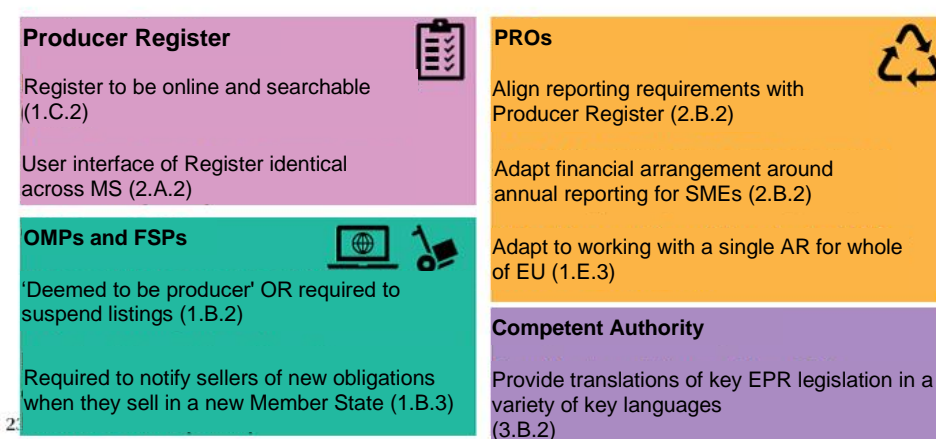 Producer Register
Register to be online and searchable
(1.C.2)
User interface of Register identical
across MS (2.A.2)
OMPs and FSPs
‘Deemed to be producer' OR required to
suspend listings (1.B.2)
Required to notify sellers of new obligations
when they sell in a new Member State (1.B.3)
PROs
Align reporting requirements with
Producer Register (2.B.2)
Adapt financial arrangement around
annual reporting for SMEs (2.B.2)
Adapt to working with a single AR for whole
of EU (1.E.3)
Competent Authority
Provide translations of key EPR legislation in a
variety of key languages
(3.B.2)